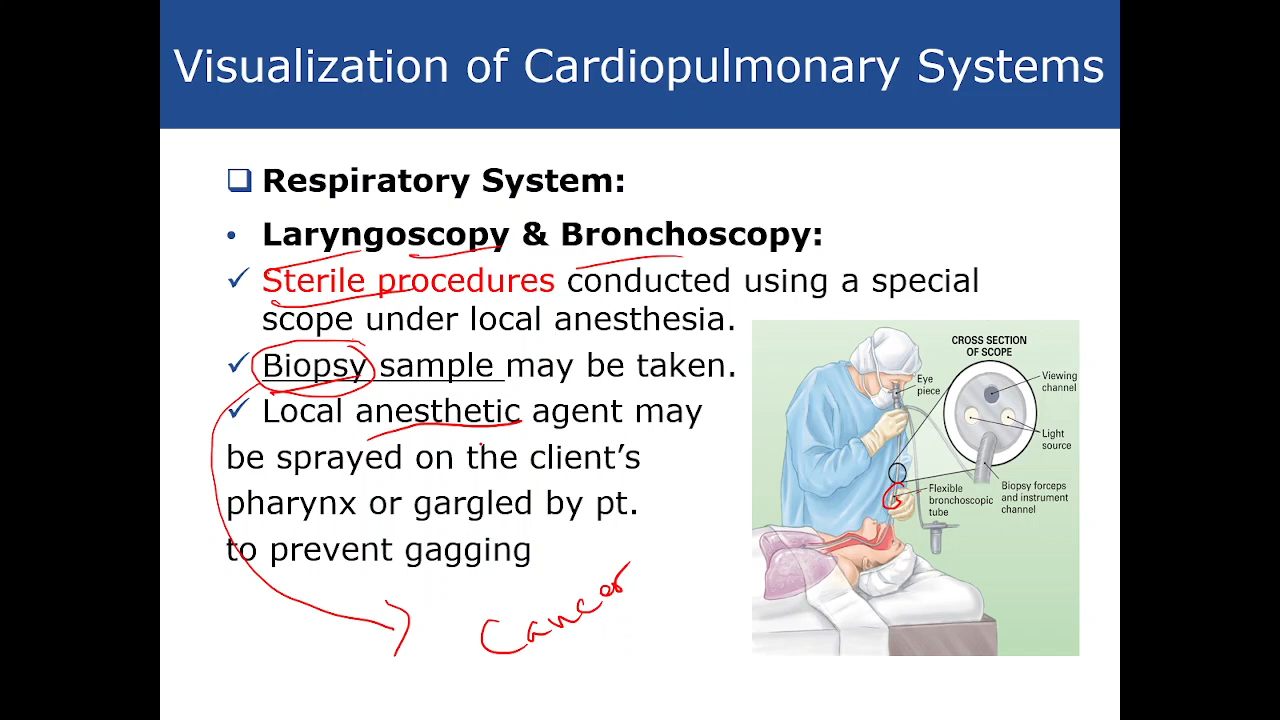 Visualization of Cardiopulmonary Systems
❑ Respiratory System:
• Laryngoscopy & Bronchoscopy:
✓ Sterile procedures conducted using a special
scope under local anesthesia.
✓ Biopsy sample may be taken.
✓ Local anesthetic agent may
be sprayed on the client's
pharynx or gargled by pt.
to prevent gagging
Cancer
CROSS SECTION
OF SCOPE
Eye
piece
Viewing
channel
Light
source
Flexible
bronchoscopic
tube
Biopsy forceps
and instrument
channel